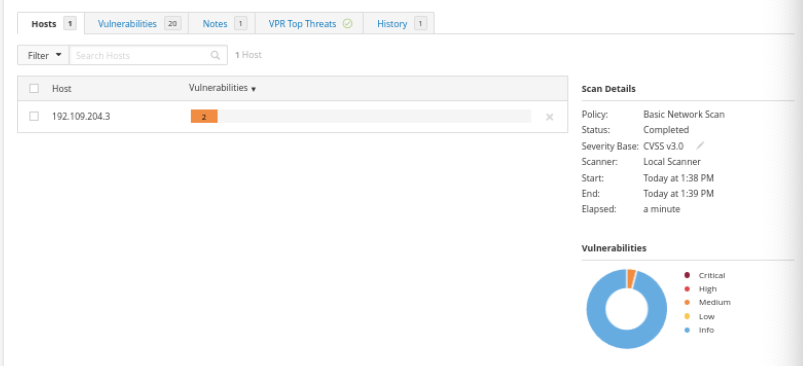 Hosts 1 Vulnerabilities 20 Notes 1 VPR Top Threats History 1
Filter Search Hosts 1 Host
Host Vulnerabilities
192.109.204.3 2
Scan Details
Policy: Basic Network Scan
Status: Completed
Severity Base: CVSS v3.0
Scanner: Local Scanner
Start: Today at 1:38 PM
End: Today at 1:39 PM
Elapsed: a minute
Vulnerabilities
Critical
High
Medium
Low
Info